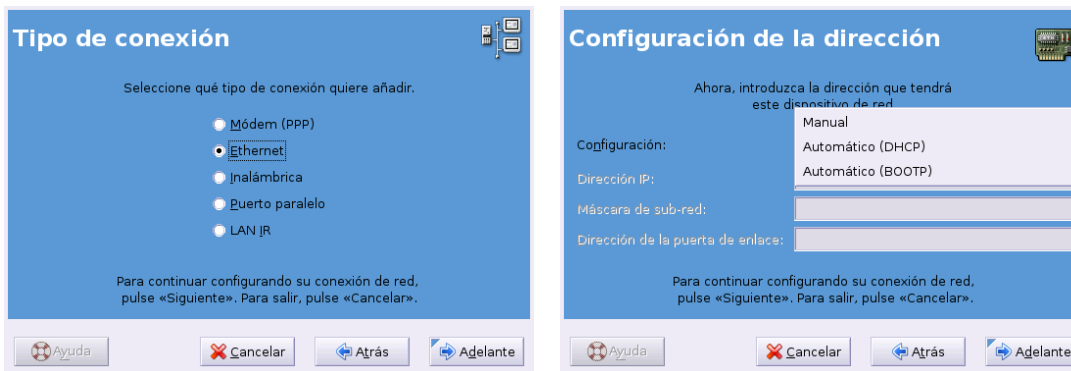 Tipo de conexión
Seleccione qué tipo de conexión quiere añadir.
Módem (PPP)
Ethernet
Inalámbrica
Puerto paralelo
LAN IR
Para continuar configurando su conexión de red,
pulse «Siguiente». Para salir, pulse «Cancelar».
Ayuda
Cancelar
Atrás
Adelante
Configuración de la dirección
Ahora, introduzca la dirección que tendrá
este dispositivo de red
Configuración:
Manual
Automático (DHCP)
Automático (BOOTP)
Dirección IP:
Máscara de sub-red:
Dirección de la puerta de enlace:
Para continuar configurando su conexión de red,
pulse «Siguiente». Para salir, pulse «Cancelar».
Ayuda
Cancelar
Atrás
Adelante